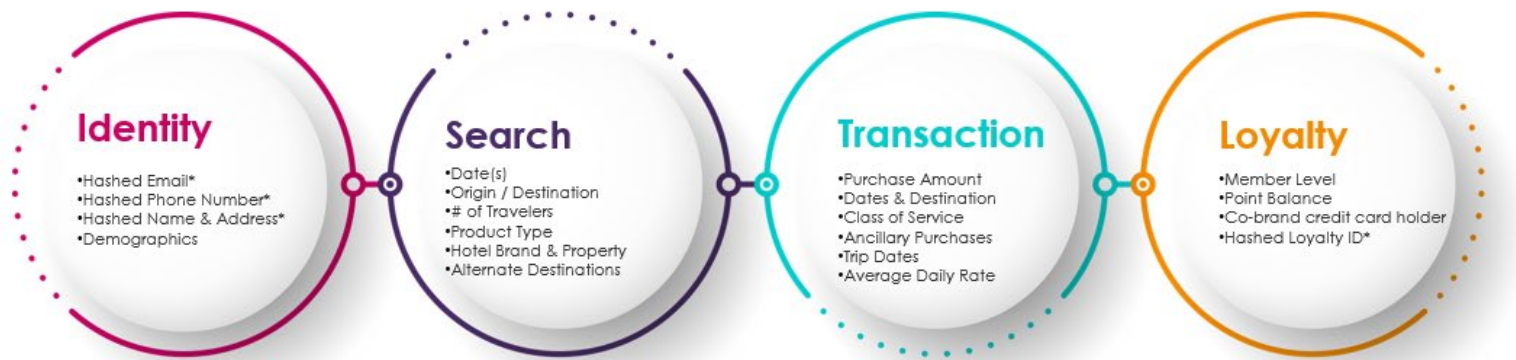 Identity
•Hashed Email*
•Hashed Phone Number*
•Hashed Name & Address*
•Demographics
Search
•Date(s)
•Origin / Destination
•# of Travelers
•Product Type
•Hotel Brand & Property
•Alternate Destinations
Transaction
•Purchase Amount
•Dates & Destination
•Class of Service
•Ancillary Purchases
•Trip Dates
•Average Daily Rate
Loyalty
•Member Level
•Point Balance
•Co-brand credit card holder
•Hashed Loyalty ID*